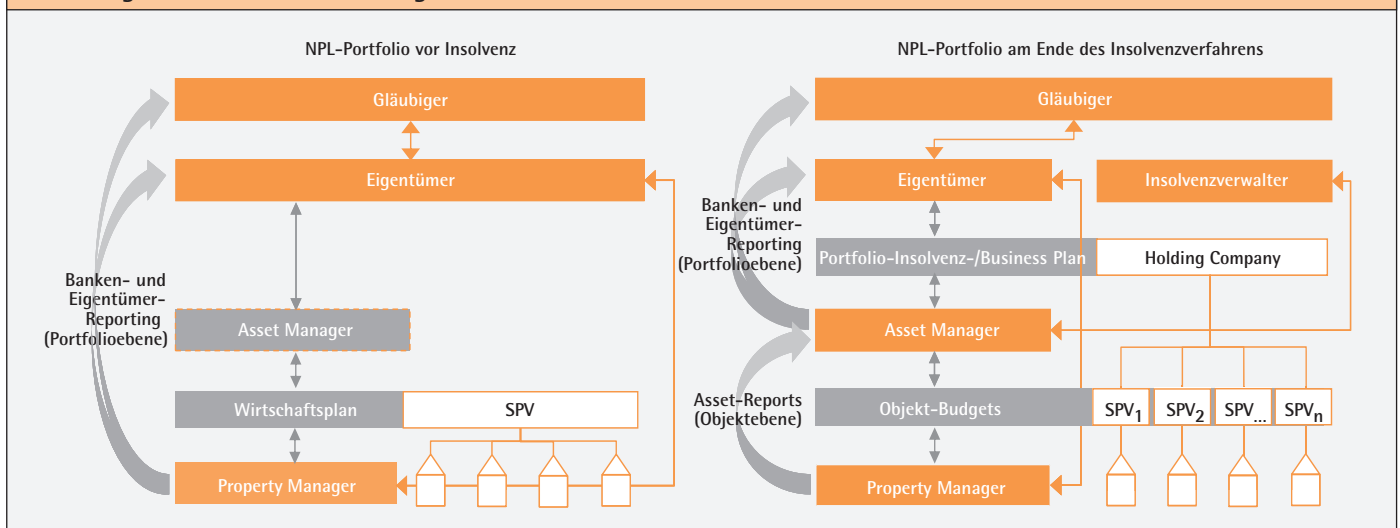 NPL-Portfolio vor Insolvenz
Gläubiger
Eigentümer
Banken- und
Eigentümer-
Reporting
(Portfolioebene)
Asset Manager
Wirtschaftsplan
SPV
Property Manager
NPL-Portfolio am Ende des Insolvenzverfahrens
Gläubiger
Eigentümer
Insolvenzverwalter
Banken- und
Eigentümer-
Reporting
(Portfolioebene)
Portfolio-Insolvenz-/Business Plan
Holding Company
Asset Manager
Asset-Reports
(Objektebene)
Objekt-Budgets
SPV1
SPV2
SPV...
SPVn
Property Manager